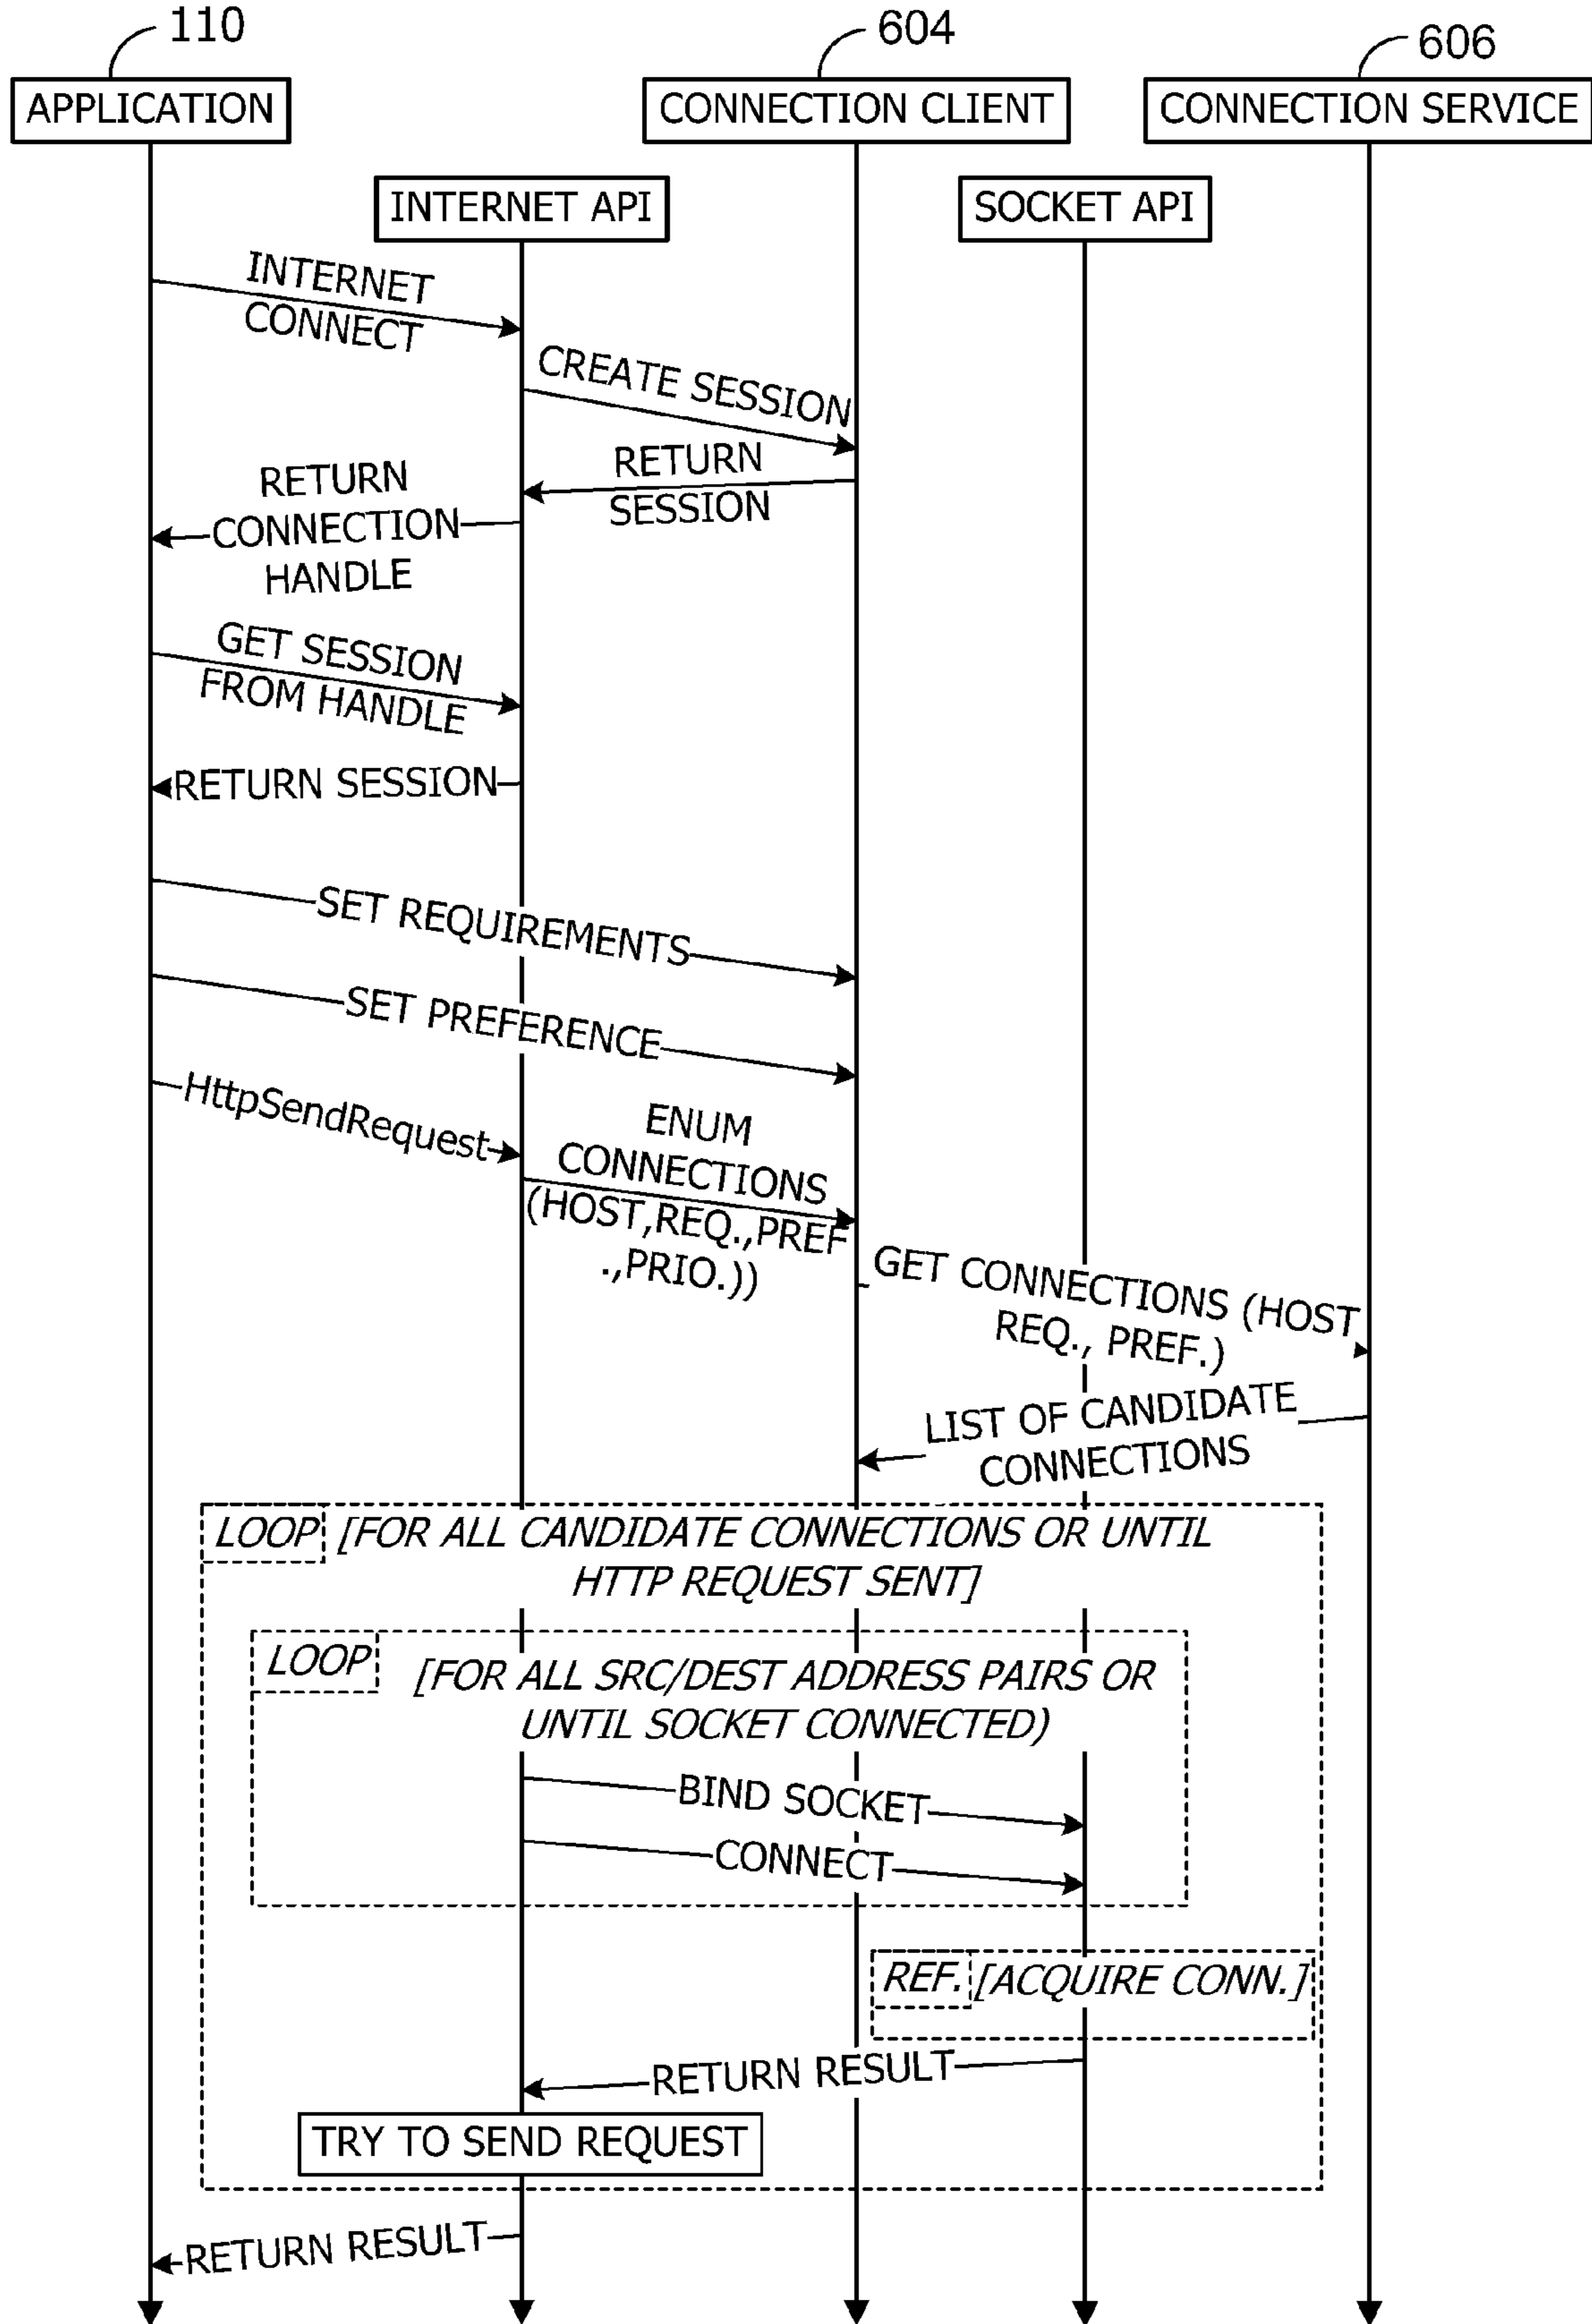 110
604
606
APPLICATION
CONNECTION CLIENT
CONNECTION SERVICE
INTERNET API
SOCKET API
INTERNET
CONNECT
CREATE SESSION
RETURN
SESSION
RETURN
CONNECTION
HANDLE
GET SESSION
FROM HANDLE
RETURN SESSION
SET REQUIREMENTS
SET PREFERENCE
HttpSendRequest
ENUM
CONNECTIONS
(HOST,REQ.,PREF
.,PRIO.))
GET CONNECTIONS (HOST
REQ., PREF.)
LIST OF CANDIDATE
CONNECTIONS
LOOP [FOR ALL CANDIDATE CONNECTIONS OR UNTIL
HTTP REQUEST SENT]
LOOP [FOR ALL SRC/DEST ADDRESS PAIRS OR
UNTIL SOCKET CONNECTED)
BIND SOCKET
CONNECT
REF. [ACQUIRE CONN.]
RETURN RESULT
TRY TO SEND REQUEST
RETURN RESULT